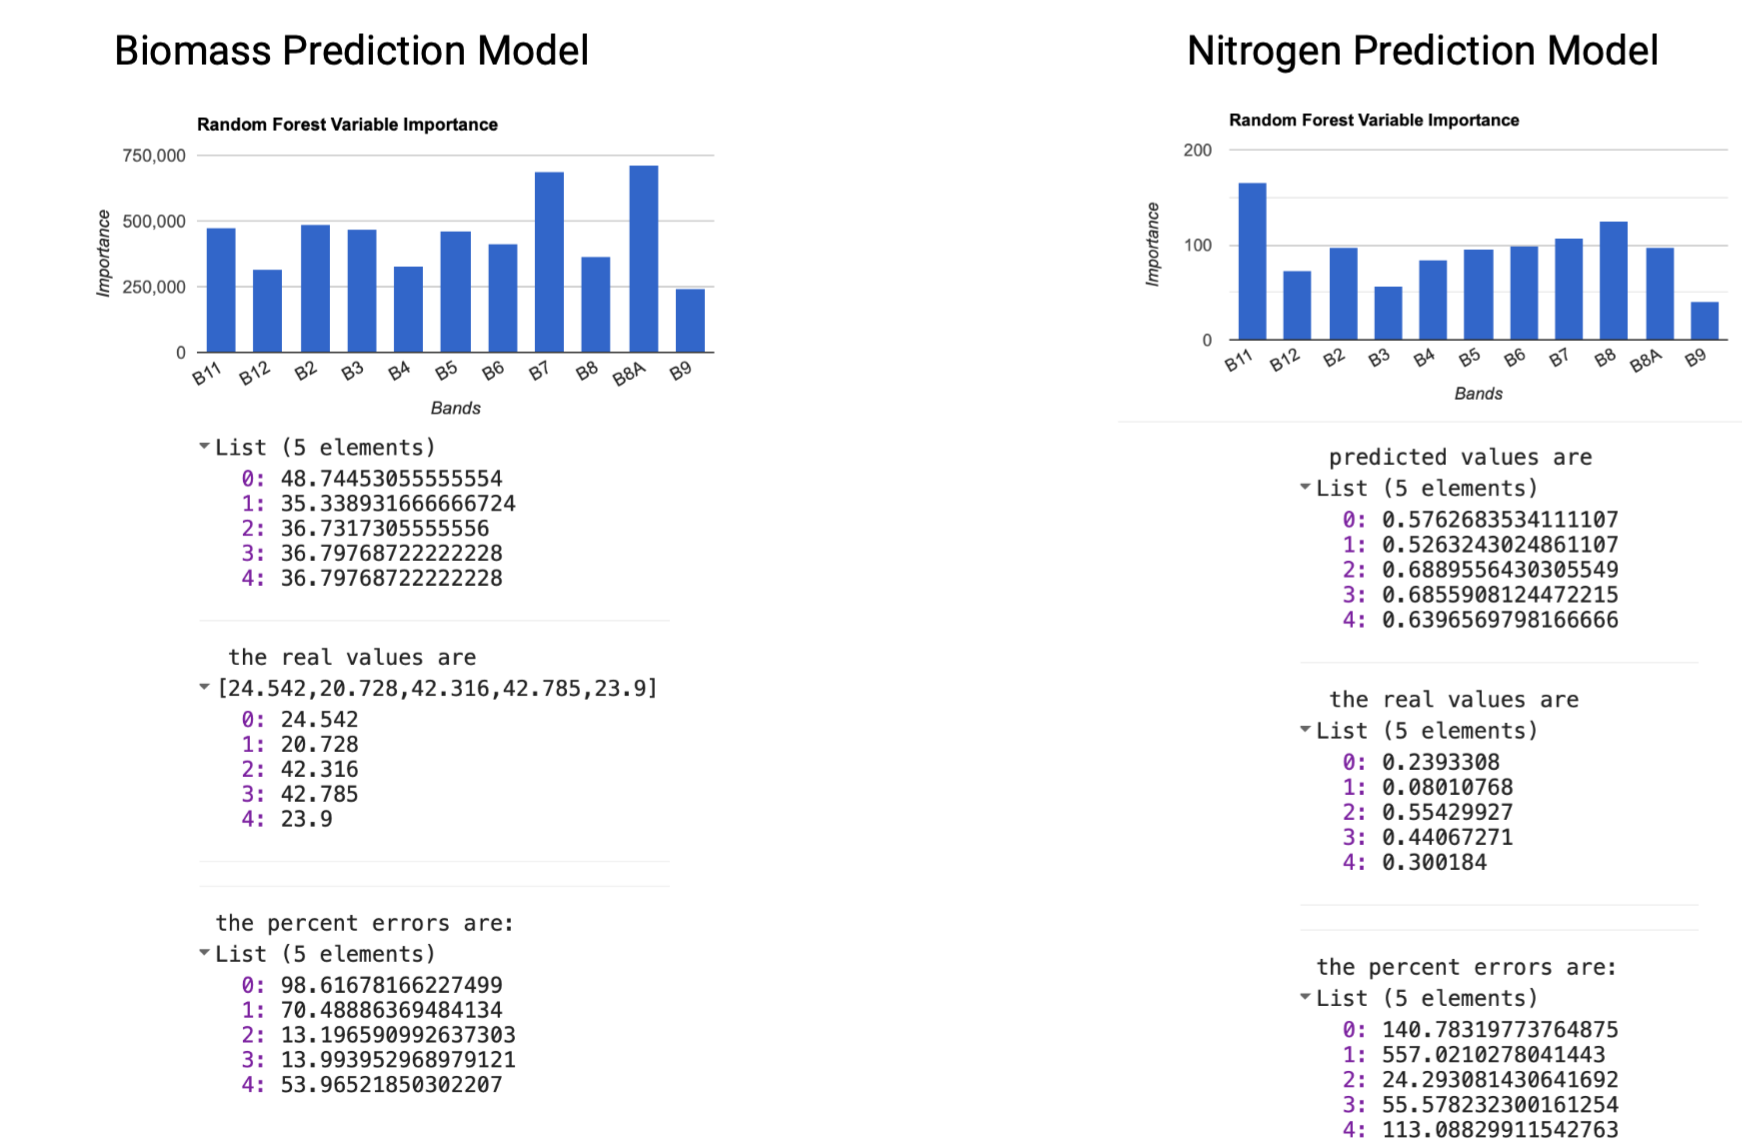 Biomass Prediction Model
Random Forest Variable Importance
750,000
500,000
250,000
0
Importance
B11 B12 B2 B3 B4 B5 B6 B7 B8 B8A B9
Bands
List (5 elements)
0: 48.74453055555554
1: 35.338931666666724
2: 36.7317305555556
3: 36.79768722222228
4: 36.79768722222228
the real values are
[24.542,20.728,42.316,42.785,23.9]
0: 24.542
1: 20.728
2: 42.316
3: 42.785
4: 23.9
the percent errors are:
List (5 elements)
0: 98.61678166227499
1: 70.48886369484134
2: 13.196590992637303
3: 13.993952968979121
4: 53.96521850302207
Nitrogen Prediction Model
Random Forest Variable Importance
200
100
0
Importance
B11 B12 B2 B3 B4 B5 B6 B7 B8 B8A B9
Bands
predicted values are
List (5 elements)
0: 0.5762683534111107
1: 0.5263243024861107
2: 0.6889556430305549
3: 0.6855908124472215
4: 0.6396569798166666
the real values are
List (5 elements)
0: 0.2393308
1: 0.08010768
2: 0.55429927
3: 0.44067271
4: 0.300184
the percent errors are:
List (5 elements)
0: 140.78319773764875
1: 557.0210278041443
2: 24.293081430641692
3: 55.578232300161254
4: 113.08829911542763